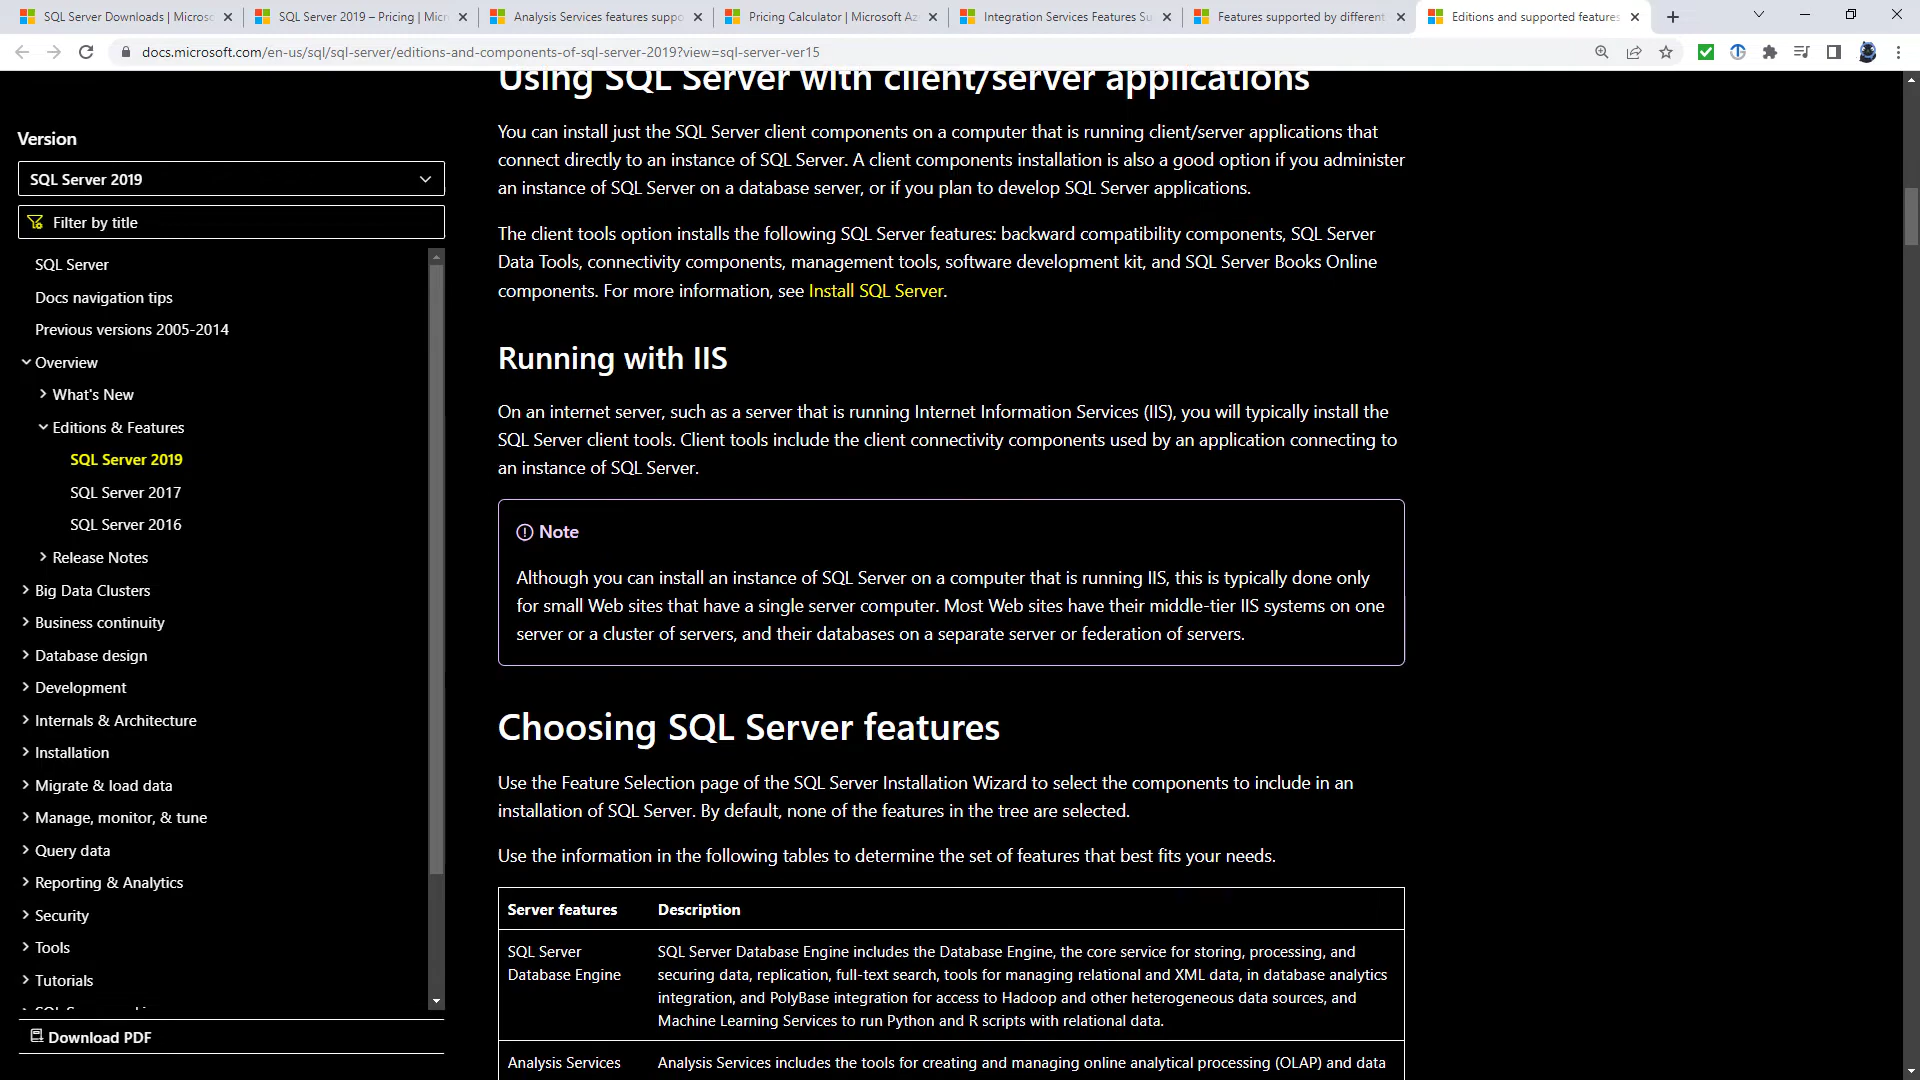 SQL Server Downloads | Microsc
SQL Server 2019 – Pricing | Micr
Analysis Services features suppo
Pricing Calculator | Microsoft Az
Integration Services Features Su
Features supported by different
Editions and supported features
docs.microsoft.com/en-us/sql/sql-server/editions-and-components-of-sql-server-2019?view=sql-server-ver15
Version
SQL Server 2019
Filter by title
SQL Server
Docs navigation tips
Previous versions 2005-2014
Overview
What's New
Editions & Features
SQL Server 2019
SQL Server 2017
SQL Server 2016
Release Notes
Big Data Clusters
Business continuity
Database design
Development
Internals & Architecture
Installation
Migrate & load data
Manage, monitor, & tune
Query data
Reporting & Analytics
Security
Tools
Tutorials
Download PDF
Using SQL Server with client/server applications
You can install just the SQL Server client components on a computer that is running client/server applications that
connect directly to an instance of SQL Server. A client components installation is also a good option if you administer
an instance of SQL Server on a database server, or if you plan to develop SQL Server applications.
The client tools option installs the following SQL Server features: backward compatibility components, SQL Server
Data Tools, connectivity components, management tools, software development kit, and SQL Server Books Online
components. For more information, see Install SQL Server.
Running with IIS
On an internet server, such as a server that is running Internet Information Services (IIS), you will typically install the
SQL Server client tools. Client tools include the client connectivity components used by an application connecting to
an instance of SQL Server.
Note
Although you can install an instance of SQL Server on a computer that is running IIS, this is typically done only
for small Web sites that have a single server computer. Most Web sites have their middle-tier IIS systems on one
server or a cluster of servers, and their databases on a separate server or federation of servers.
Choosing SQL Server features
Use the Feature Selection page of the SQL Server Installation Wizard to select the components to include in an
installation of SQL Server. By default, none of the features in the tree are selected.
Use the information in the following tables to determine the set of features that best fits your needs.
Server features Description
SQL Server
Database Engine
SQL Server Database Engine includes the Database Engine, the core service for storing, processing, and
securing data, replication, full-text search, tools for managing relational and XML data, in database analytics
integration, and PolyBase integration for access to Hadoop and other heterogeneous data sources, and
Machine Learning Services to run Python and R scripts with relational data.
Analysis Services Analysis Services includes the tools for creating and managing online analytical processing (OLAP) and data